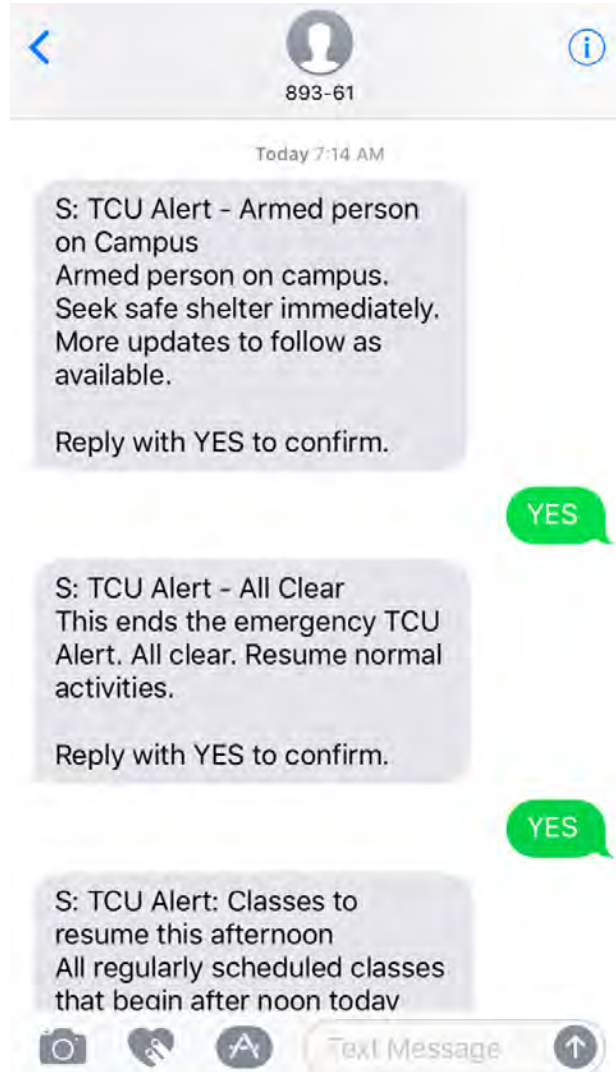 893-61
Today 7:14 AM
S: TCU Alert - Armed person
on Campus
Armed person on campus.
Seek safe shelter immediately.
More updates to follow as
available.
Reply with YES to confirm.
YES
S: TCU Alert - All Clear
This ends the emergency TCU
Alert. All clear. Resume normal
activities.
Reply with YES to confirm.
YES
S: TCU Alert: Classes to
resume this afternoon
All regularly scheduled classes
that begin after noon today
Text Message